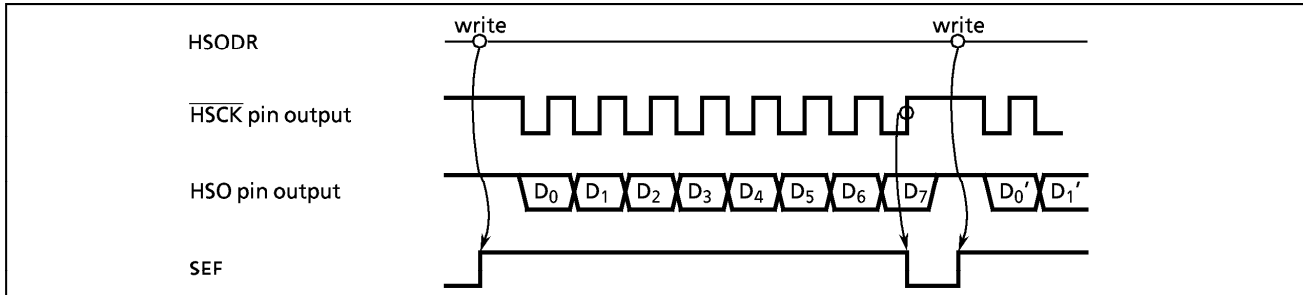 write write
HSODR
H̅S̅C̅K̅ pin output
HSO pin output D₀ D₁ D₂ D₃ D₄ D₅ D₆ D₇ D₀' D₁'
SEF